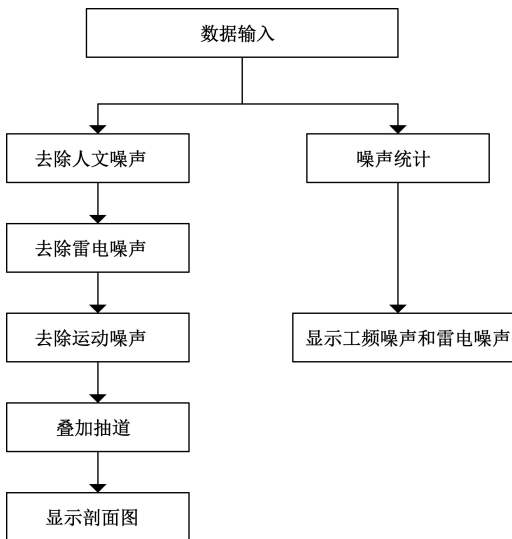 数据输入
去除人文噪声
噪声统计
去除雷电噪声
去除运动噪声
显示工频噪声和雷电噪声
叠加抽道
显示剖面图